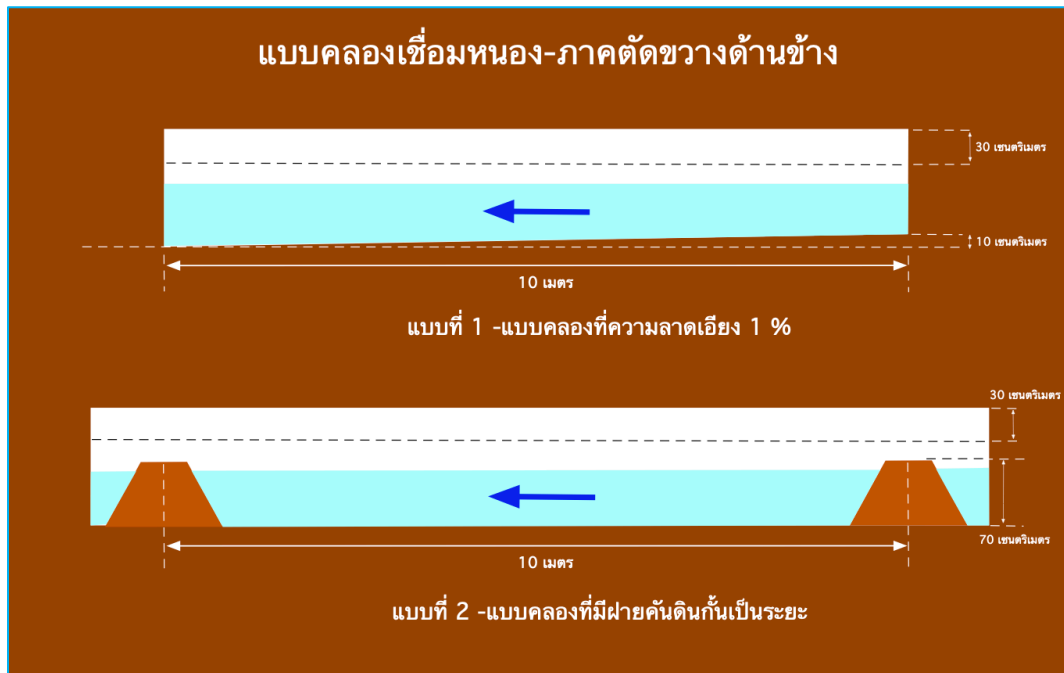 แบบคลองเชื่อมหนอง-ภาคตัดขวางด้านข้าง
30 เซนติเมตร
10 เซนติเมตร
10 เมตร
แบบที่ 1 -แบบคลองที่ความลาดเอียง 1 %
30 เซนติเมตร
70 เซนติเมตร
10 เมตร
แบบที่ 2 -แบบคลองที่มีฝายคันดินกั้นเป็นระยะ